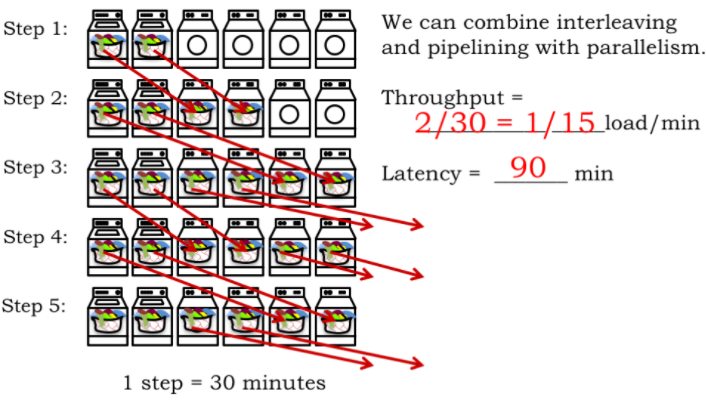 Step 1:
We can combine interleaving
and pipelining with parallelism.
Step 2:
Throughput =
2/30 = 1/15 load/min
Step 3:
Latency = 90 min
Step 4:
Step 5:
1 step = 30 minutes